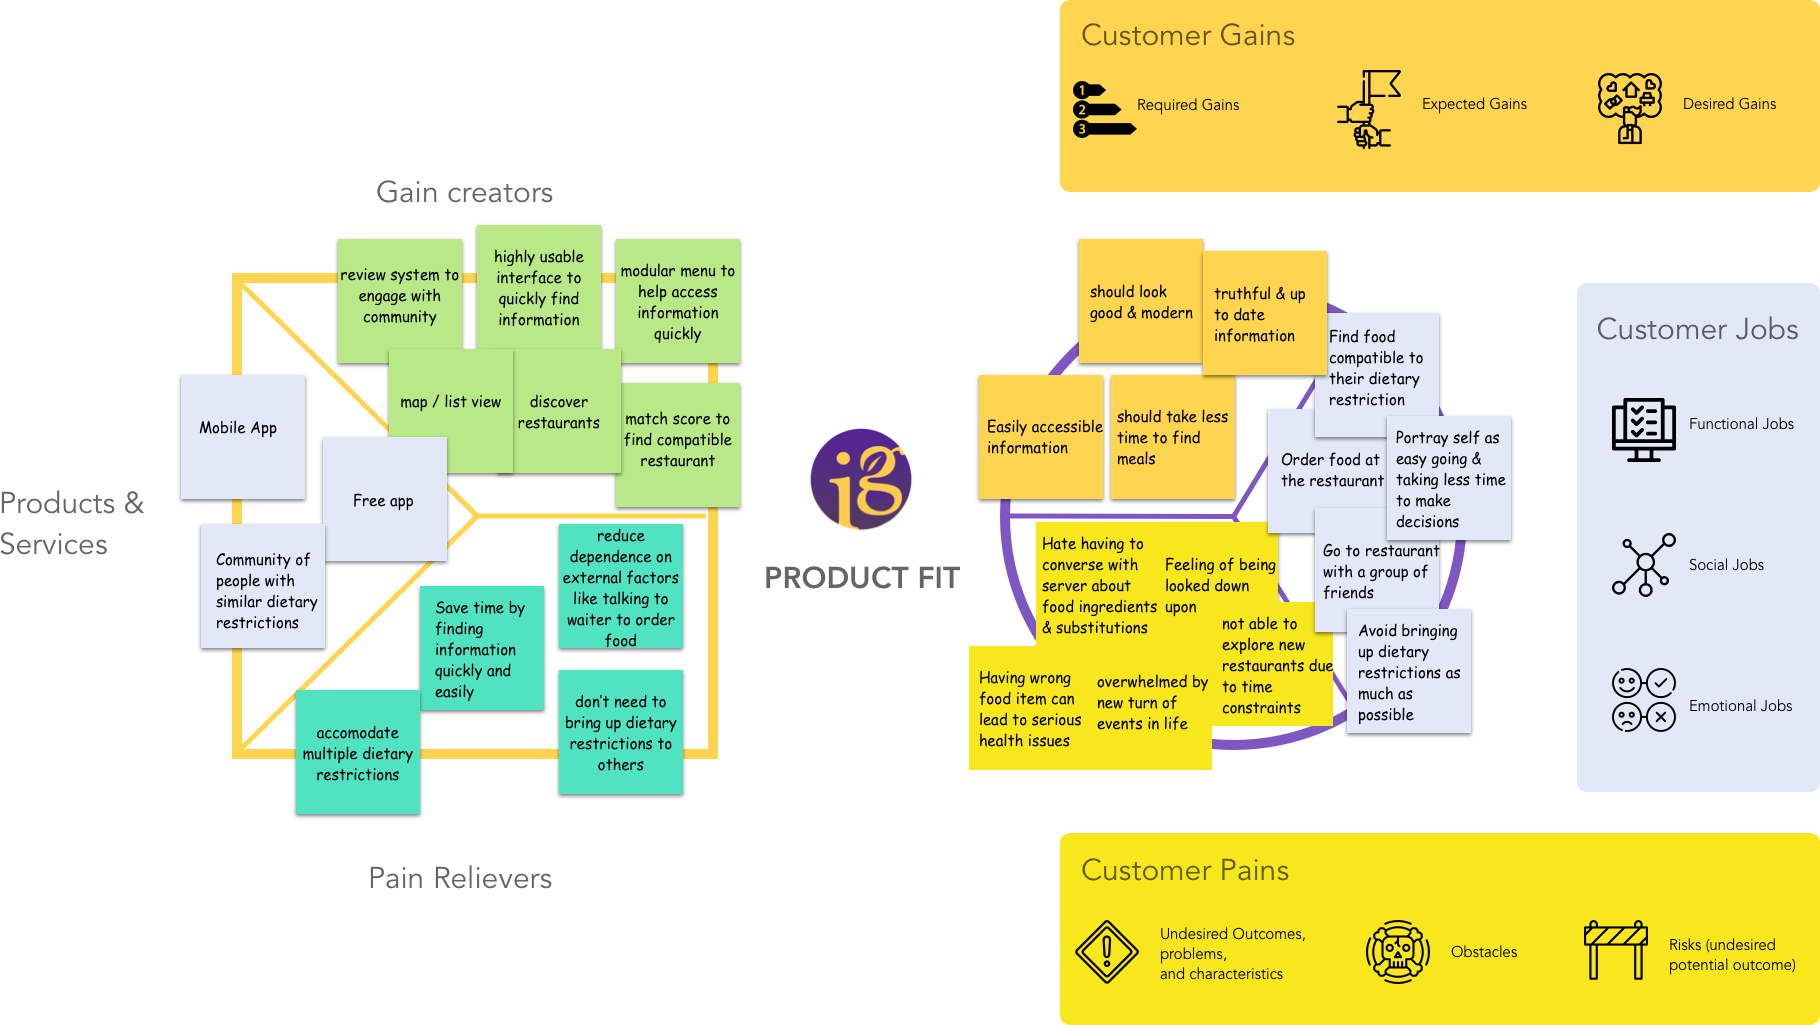 Customer Gains
1
2
3
Required Gains
Expected Gains
Desired Gains
Gain creators
review system to
engage with
community
highly usable
interface to
quickly find
information
modular menu to
help access
information
quickly
map / list view
discover
restaurants
match score to
find compatible
restaurant
Mobile App
Free app
Community of
people with
similar dietary
restrictions
Products &
Services
Save time by
finding
information
quickly and
easily
reduce
dependence on
external factors
like talking to
waiter to order
food
accomodate
multiple dietary
restrictions
don't need to
bring up dietary
restrictions to
others
Pain Relievers
ig
PRODUCT FIT
should look
good & modern
truthful & up
to date
information
Easily accessible
information
should take less
time to find
meals
Find food
compatible to
their dietary
restriction
Order food at
the restaurant
Portray self as
easy going &
taking less time
to make
decisions
Go to restaurant
with a group of
friends
Avoid bringing
up dietary
restrictions as
much as
possible
Hate having to
converse with
server about
food ingredients
& substitutions
Feeling of being
looked down
upon
not able to
explore new
restaurants due
to time
constraints
Having wrong
food item can
lead to serious
health issues
overwhelmed by
new turn of
events in life
Customer Jobs
Functional Jobs
Social Jobs
Emotional Jobs
Customer Pains
Undesired Outcomes,
problems,
and characteristics
Obstacles
Risks (undesired
potential outcome)